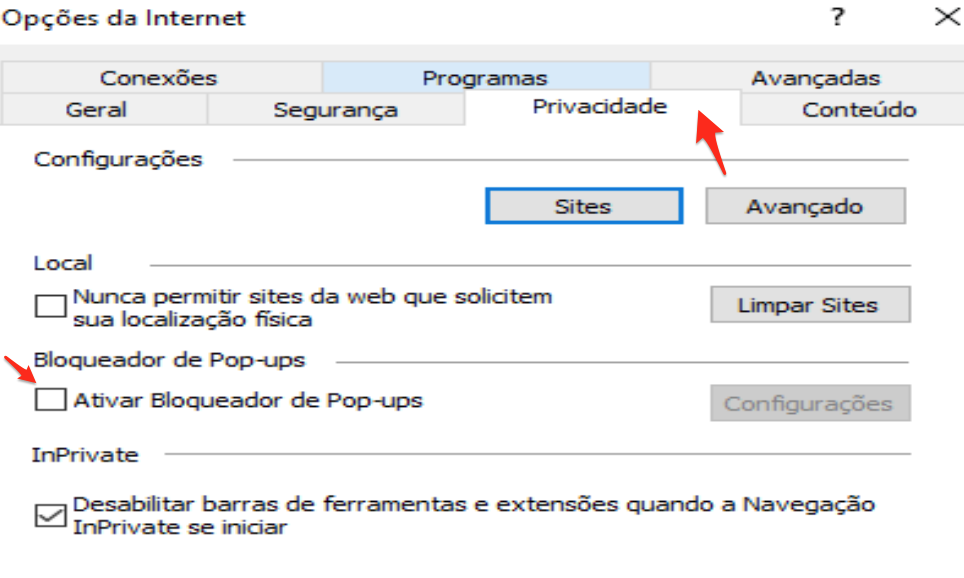 Opções da Internet ?
Conexões Programas Avançadas
Geral Segurança Privacidade Conteúdo
Configurações
Sites Avançado
Local
Nunca permitir sites da web que solicitem
sua localização física
Limpar Sites
Bloqueador de Pop-ups
Ativar Bloqueador de Pop-ups
Configurações
InPrivate
Desabilitar barras de ferramentas e extensões quando a Navegação
InPrivate se iniciar